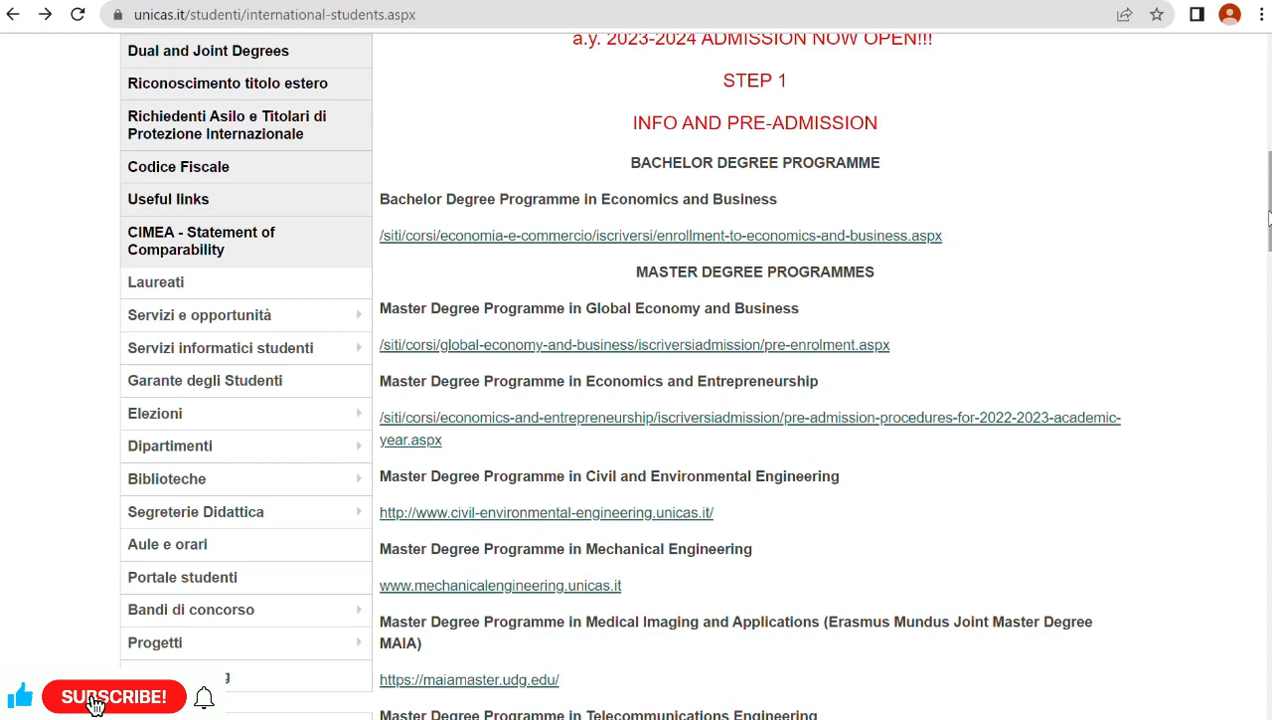 unicas.it/studenti/international-students.aspx
Dual and Joint Degrees
Riconoscimento titolo estero
Richiedenti Asilo e Titolari di
Protezione Internazionale
Codice Fiscale
Useful links
CIMEA - Statement of
Comparability
Laureati
Servizi e opportunità
Servizi informatici studenti
Garante degli Studenti
Elezioni
Dipartimenti
Biblioteche
Segreterie Didattica
Aule e orari
Portale studenti
Bandi di concorso
Progetti
g
SUBSCRIBE!
a.y. 2023-2024 ADMISSION NOW OPEN!!!
STEP 1
INFO AND PRE-ADMISSION
BACHELOR DEGREE PROGRAMME
Bachelor Degree Programme in Economics and Business
/siti/corsi/economia-e-commercio/iscriversi/enrollment-to-economics-and-business.aspx
MASTER DEGREE PROGRAMMES
Master Degree Programme in Global Economy and Business
/siti/corsi/global-economy-and-business/iscriversiadmission/pre-enrolment.aspx
Master Degree Programme in Economics and Entrepreneurship
/siti/corsi/economics-and-entrepreneurship/iscriversiadmission/pre-admission-procedures-for-2022-2023-academic-
year.aspx
Master Degree Programme in Civil and Environmental Engineering
http://www.civil-environmental-engineering.unicas.it/
Master Degree Programme in Mechanical Engineering
www.mechanicalengineering.unicas.it
Master Degree Programme in Medical Imaging and Applications (Erasmus Mundus Joint Master Degree
MAIA)
https://maiamaster.udg.edu/
Master Degree Programme in Telecommunications Engineering